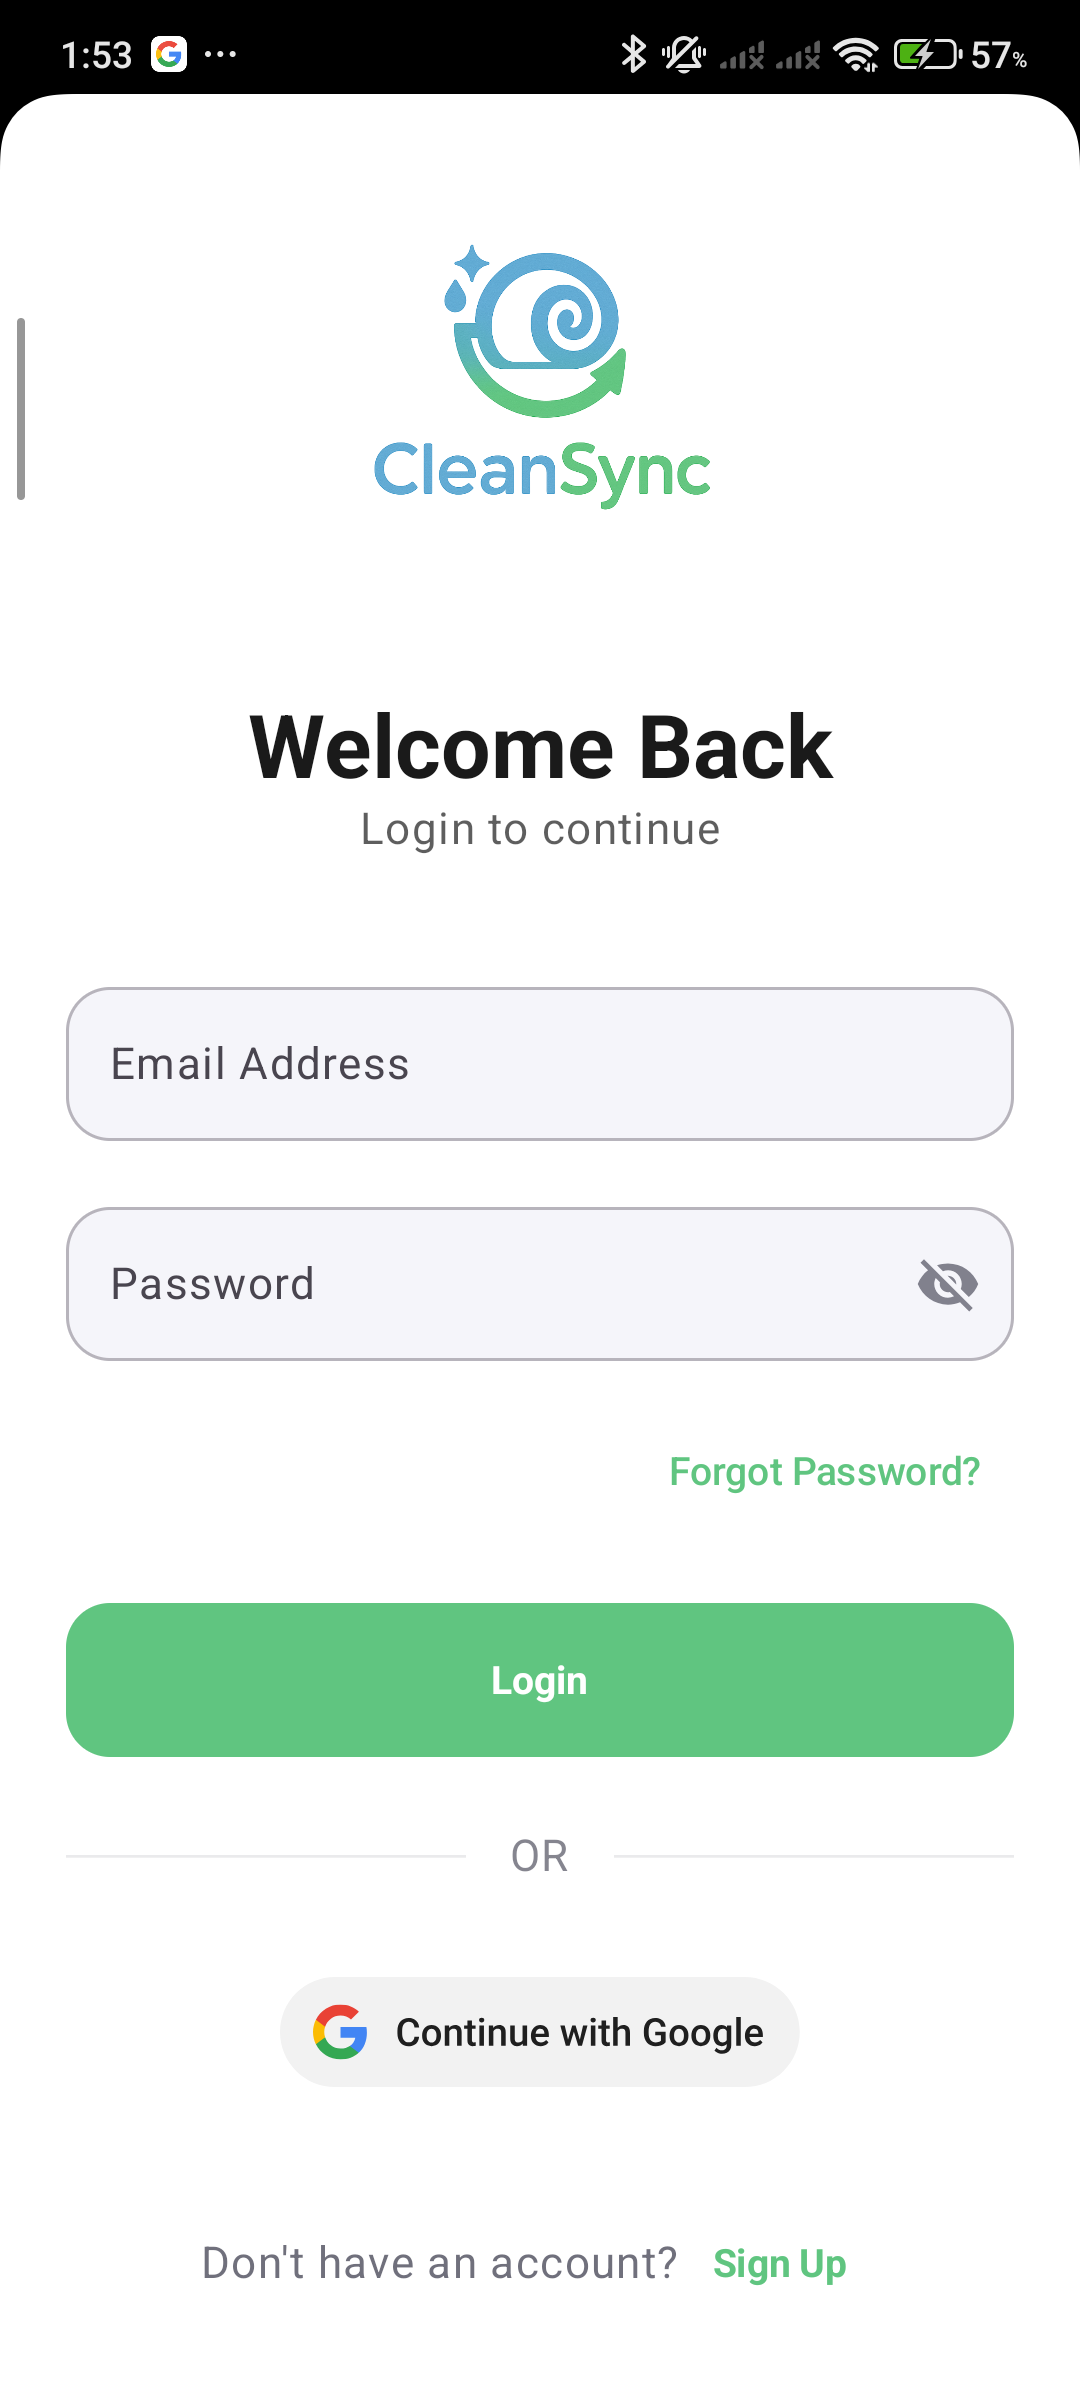 1:53 57%
CleanSync
Welcome Back
Login to continue
Email Address
Password
Forgot Password?
Login
OR
Continue with Google
Don't have an account? Sign Up